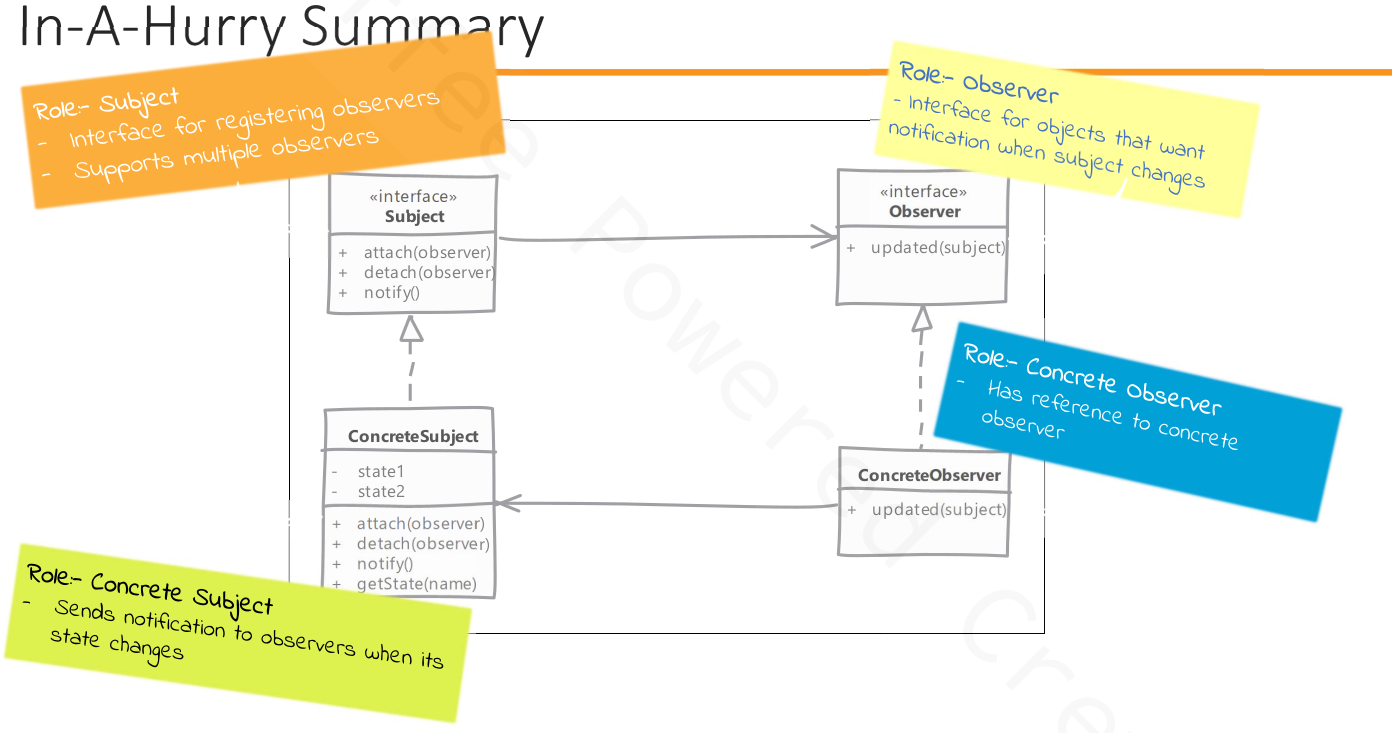 In-A-Hurry Summary
Role:- Subject
- Interface for registering observers
- Supports multiple observers
Role:- Observer
- Interface for objects that want
notification when subject changes
«interface»
Subject
+ attach(observer)
+ detach(observer)
+ notify()
«interface»
Observer
+ updated(subject)
Role:- Concrete Observer
- Has reference to concrete
observer
ConcreteSubject
- state1
- state2
+ attach(observer)
+ detach(observer)
+ notify()
+ getState(name)
ConcreteObserver
+ updated(subject)
Role:- Concrete Subject
- Sends notification to observers when its
state changes
Powered